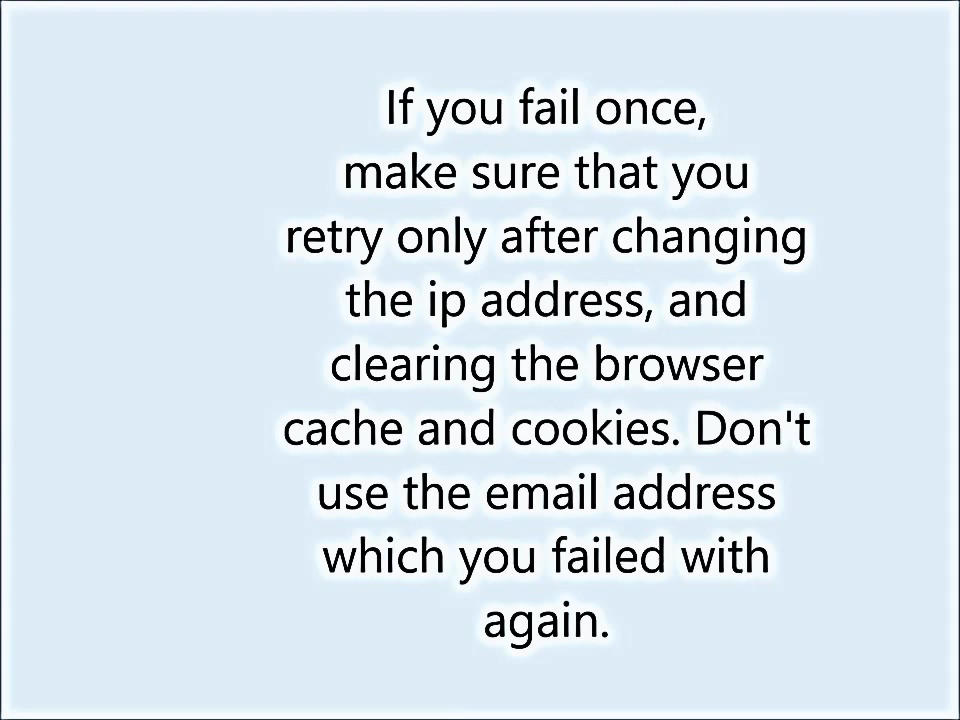 If you fail once,
make sure that you
retry only after changing
the ip address, and
clearing the browser
cache and cookies. Don't
use the email address
which you failed with
again.